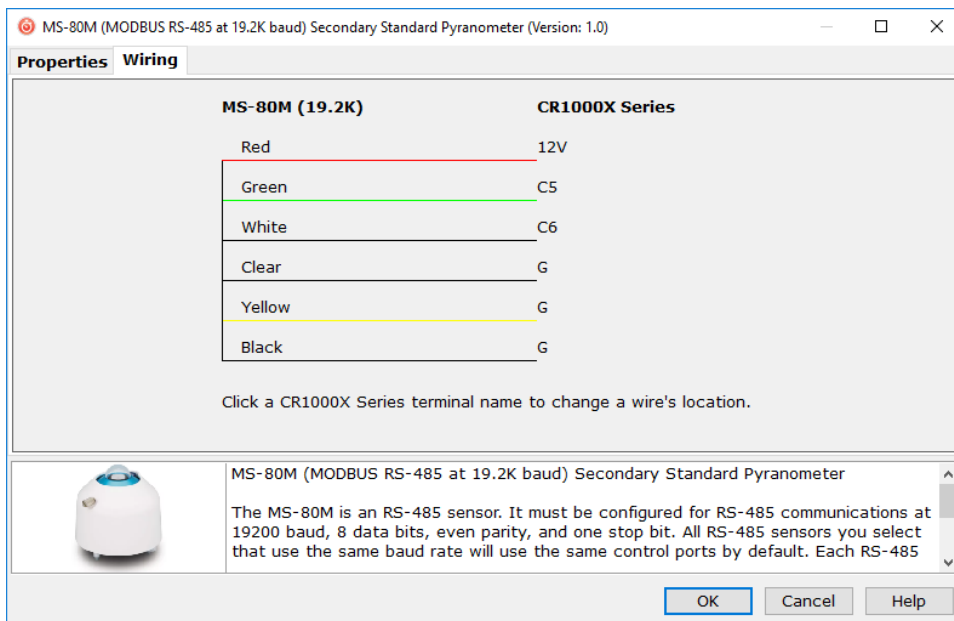 MS-80M (MODBUS RS-485 at 19.2K baud) Secondary Standard Pyranometer (Version: 1.0)
Properties Wiring
MS-80M (19.2K) CR1000X Series
Red 12V
Green C5
White C6
Clear G
Yellow G
Black G
Click a CR1000X Series terminal name to change a wire's location.
MS-80M (MODBUS RS-485 at 19.2K baud) Secondary Standard Pyranometer
The MS-80M is an RS-485 sensor. It must be configured for RS-485 communications at
19200 baud, 8 data bits, even parity, and one stop bit. All RS-485 sensors you select
that use the same baud rate will use the same control ports by default. Each RS-485
OK Cancel Help